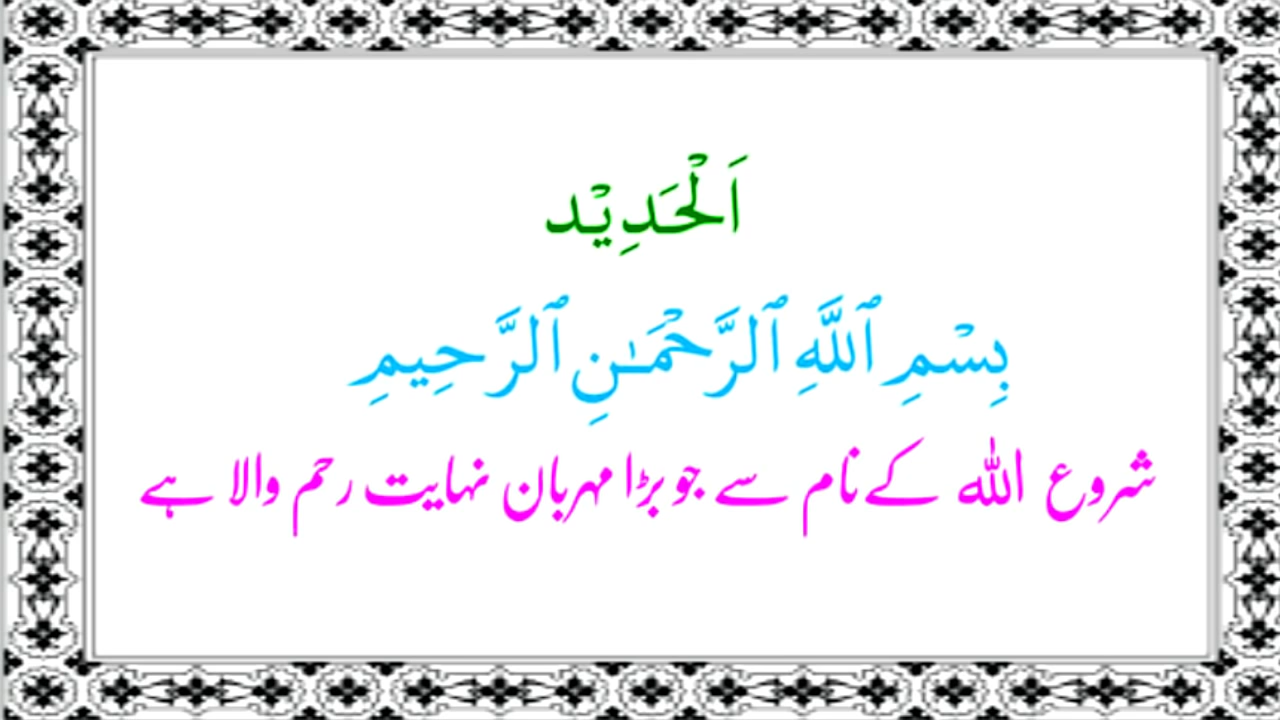 اَلْحَدِیْد
بِسْمِ ٱللَّهِ ٱلرَّحْمَـٰنِ ٱلرَّحِيمِ
شروع اللہ کے نام سے جو بڑا مہربان نہایت رحم والا ہے